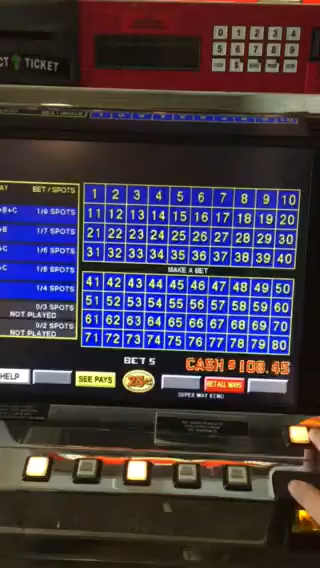 CT TICKET
0 1 2 3 4
5 6 7 8 9
AY BET / SPOTS
+B+C 1/9 SPOTS
1/7 SPOTS
+C 1/6 SPOTS
1/4 SPOTS
0/3 SPOTS
NOT PLAYED
0/2 SPOTS
NOT PLAYED
1 2 3 4 5 6 7 8 9 10
11 12 13 14 15 16 17 18 19 20
21 22 23 24 25 26 27 28 29 30
31 32 33 34 35 36 37 38 39 40
MAKE A BET
41 42 43 44 45 46 47 48 49 50
51 52 53 54 55 56 57 58 59 60
61 62 63 64 65 66 67 68 69 70
71 72 73 74 75 76 77 78 79 80
BET 5
CASH $108.45
HELP
SEE PAYS
25¢
BET ALL WAYS
SUPER WAY KENO